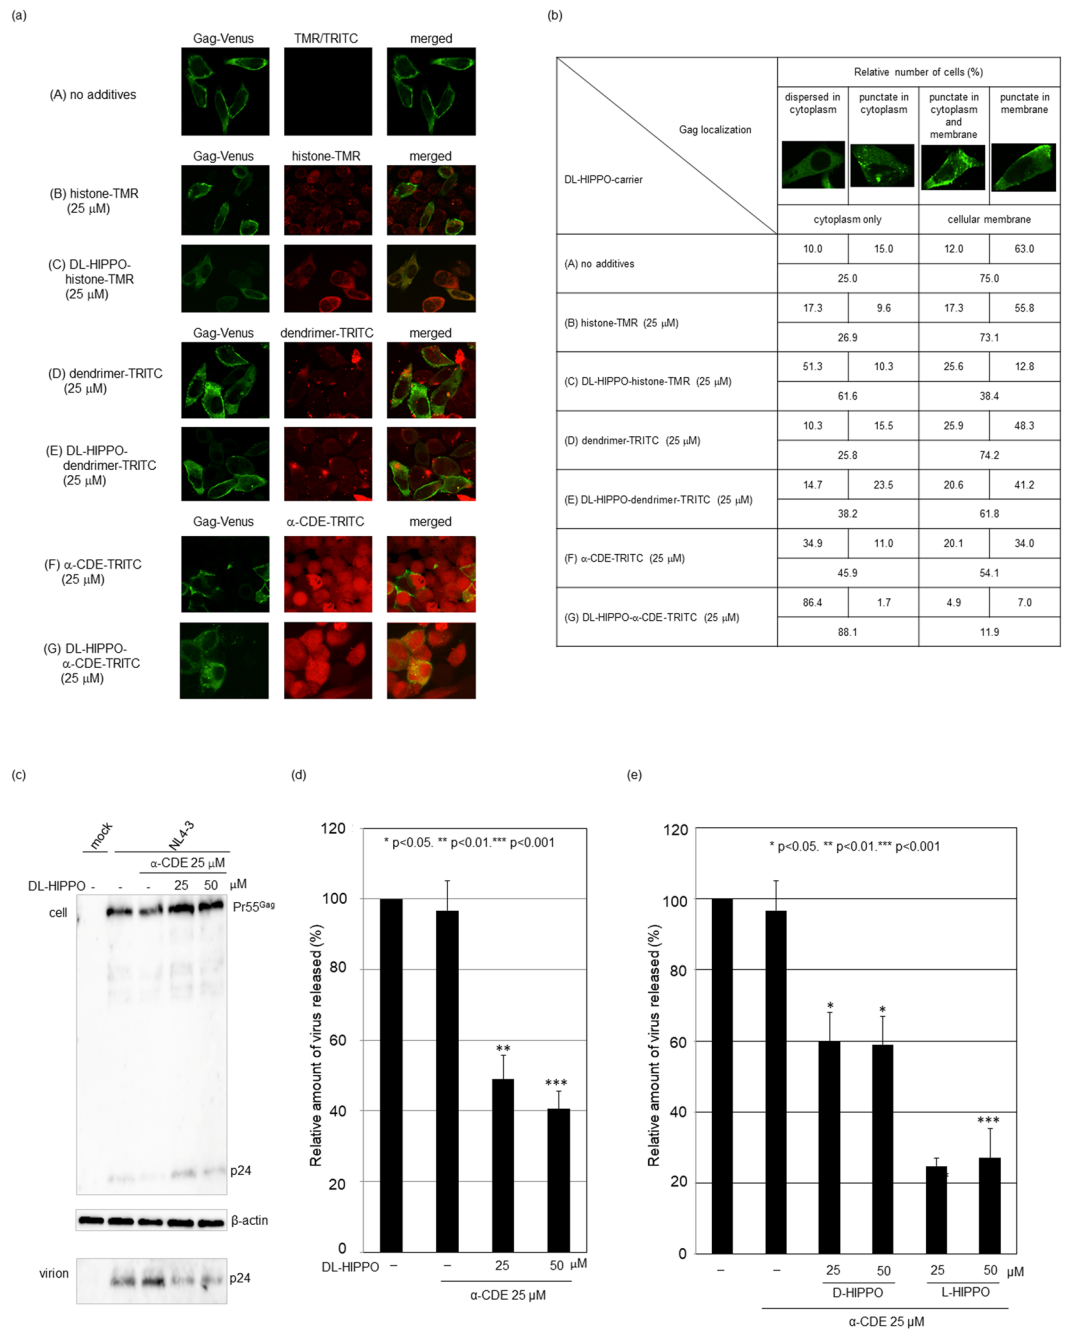 (a)
Gag-Venus TMR/TRITC merged
(A) no additives
Gag-Venus histone-TMR merged
(B) histone-TMR
(25 μM)
(C) DL-HIPPO-
histone-TMR
(25 μM)
Gag-Venus dendrimer-TRITC merged
(D) dendrimer-TRITC
(25 μM)
(E) DL-HIPPO-
dendrimer-TRITC
(25 μM)
Gag-Venus α-CDE-TRITC merged
(F) α-CDE-TRITC
(25 μM)
(G) DL-HIPPO-
α-CDE-TRITC
(25 μM)
(b)
Relative number of cells (%)
Gag localization
DL-HIPPO-carrier
dispersed in
cytoplasm
punctate in
cytoplasm
punctate in
cytoplasm
and
membrane
punctate in
membrane
cytoplasm only cellular membrane
(A) no additives
10.0 15.0 12.0 63.0
25.0 75.0
(B) histone-TMR (25 μM)
17.3 9.6 17.3 55.8
26.9 73.1
(C) DL-HIPPO-histone-TMR (25 μM)
51.3 10.3 25.6 12.8
61.6 38.4
(D) dendrimer-TRITC (25 μM)
10.3 15.5 25.9 48.3
25.8 74.2
(E) DL-HIPPO-dendrimer-TRITC (25 μM)
14.7 23.5 20.6 41.2
38.2 61.8
(F) α-CDE-TRITC (25 μM)
34.9 11.0 20.1 34.0
45.9 54.1
(G) DL-HIPPO-α-CDE-TRITC (25 μM)
86.4 1.7 4.9 7.0
88.1 11.9
(c)
mock NL4-3
α-CDE 25 μM
DL-HIPPO - - - 25 50 μM
cell
Pr55Gag
p24
β-actin
virion
p24
(d)
Relative amount of virus released (%)
120
100
80
60
40
20
0
* p<0.05. ** p<0.01.*** p<0.001
**
***
DL-HIPPO – – 25 50 μM
α-CDE 25 μM
(e)
Relative amount of virus released (%)
120
100
80
60
40
20
0
* p<0.05. ** p<0.01.*** p<0.001
*
*
***
– – 25 50 25 50 μM
D-HIPPO L-HIPPO
α-CDE 25 μM